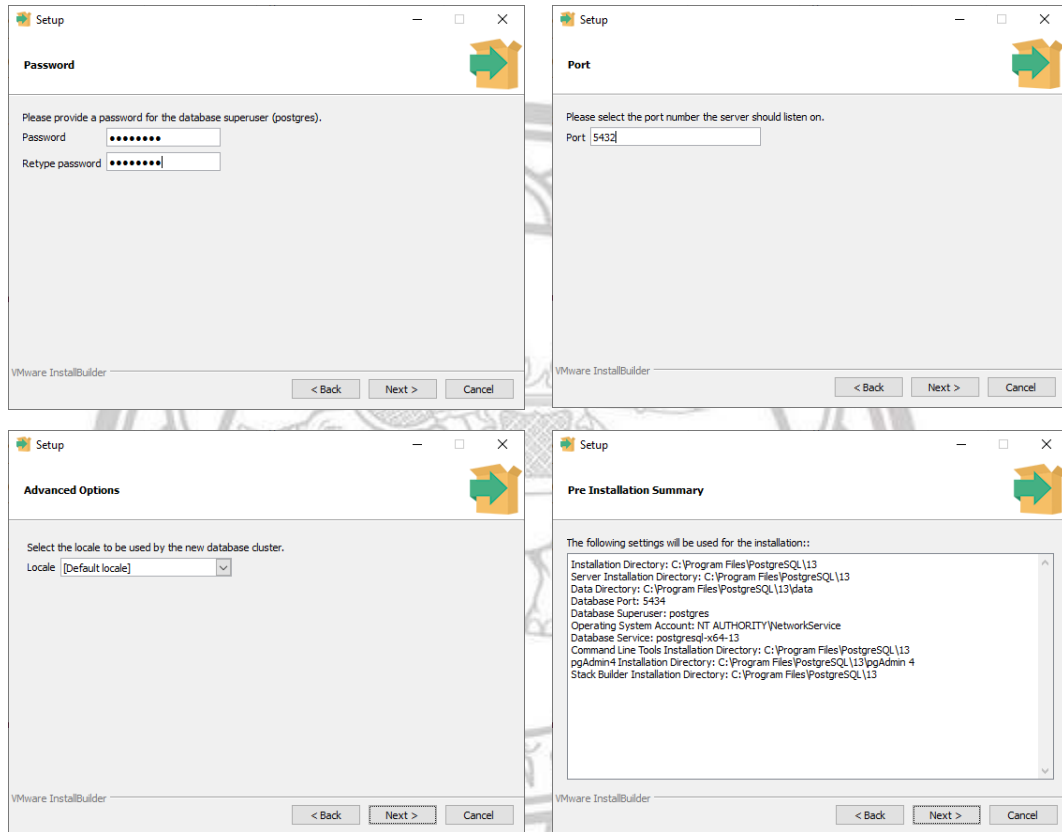 Setup
Password
Please provide a password for the database superuser (postgres).
Password ••••••••
Retype password ••••••••
VMware InstallBuilder
< Back Next > Cancel
Setup
Port
Please select the port number the server should listen on.
Port 5432
VMware InstallBuilder
< Back Next > Cancel
Setup
Advanced Options
Select the locale to be used by the new database cluster.
Locale [Default locale]
VMware InstallBuilder
< Back Next > Cancel
Setup
Pre Installation Summary
The following settings will be used for the installation::
Installation Directory: C:\Program Files\PostgreSQL\13
Server Installation Directory: C:\Program Files\PostgreSQL\13
Data Directory: C:\Program Files\PostgreSQL\13\data
Database Port: 5434
Database Superuser: postgres
Operating System Account: NT AUTHORITY\NetworkService
Database Service: postgresql-x64-13
Command Line Tools Installation Directory: C:\Program Files\PostgreSQL\13
pgAdmin4 Installation Directory: C:\Program Files\PostgreSQL\13\pgAdmin 4
Stack Builder Installation Directory: C:\Program Files\PostgreSQL\13
VMware InstallBuilder
< Back Next > Cancel